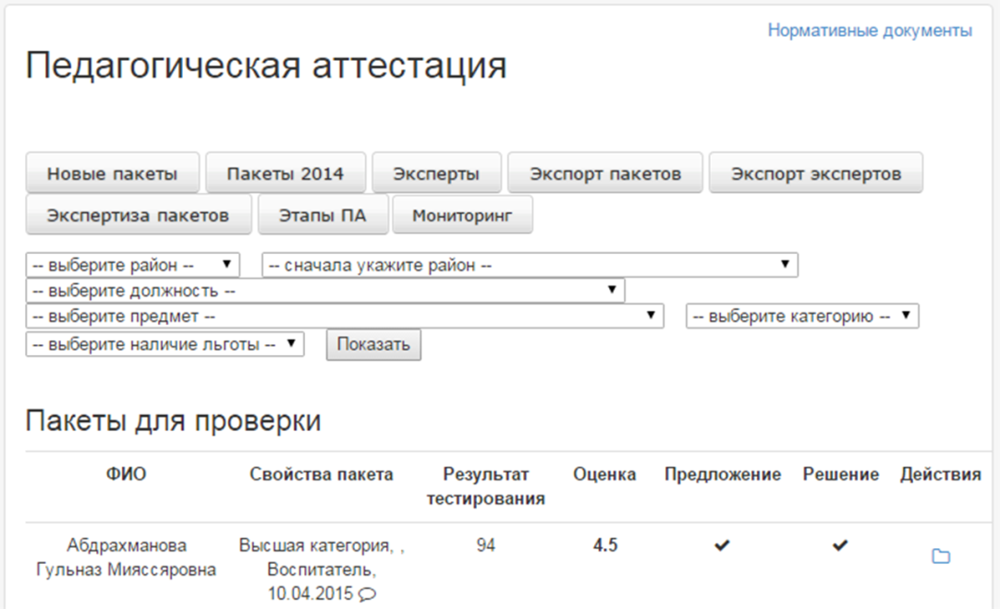 Нормативные документы
Педагогическая аттестация
Новые пакеты Пакеты 2014 Эксперты Экспорт пакетов Экспорт экспертов
Экспертиза пакетов Этапы ПА Мониторинг
-- выберите район -- -- сначала укажите район --
-- выберите должность --
-- выберите предмет -- -- выберите категорию --
-- выберите наличие льготы -- Показать
Пакеты для проверки
ФИО Свойства пакета Результат Оценка Предложение Решение Действия
тестирования
Абдрахманова Высшая категория, , 94 4.5
Гульназ Мияссяровна Воспитатель,
10.04.2015